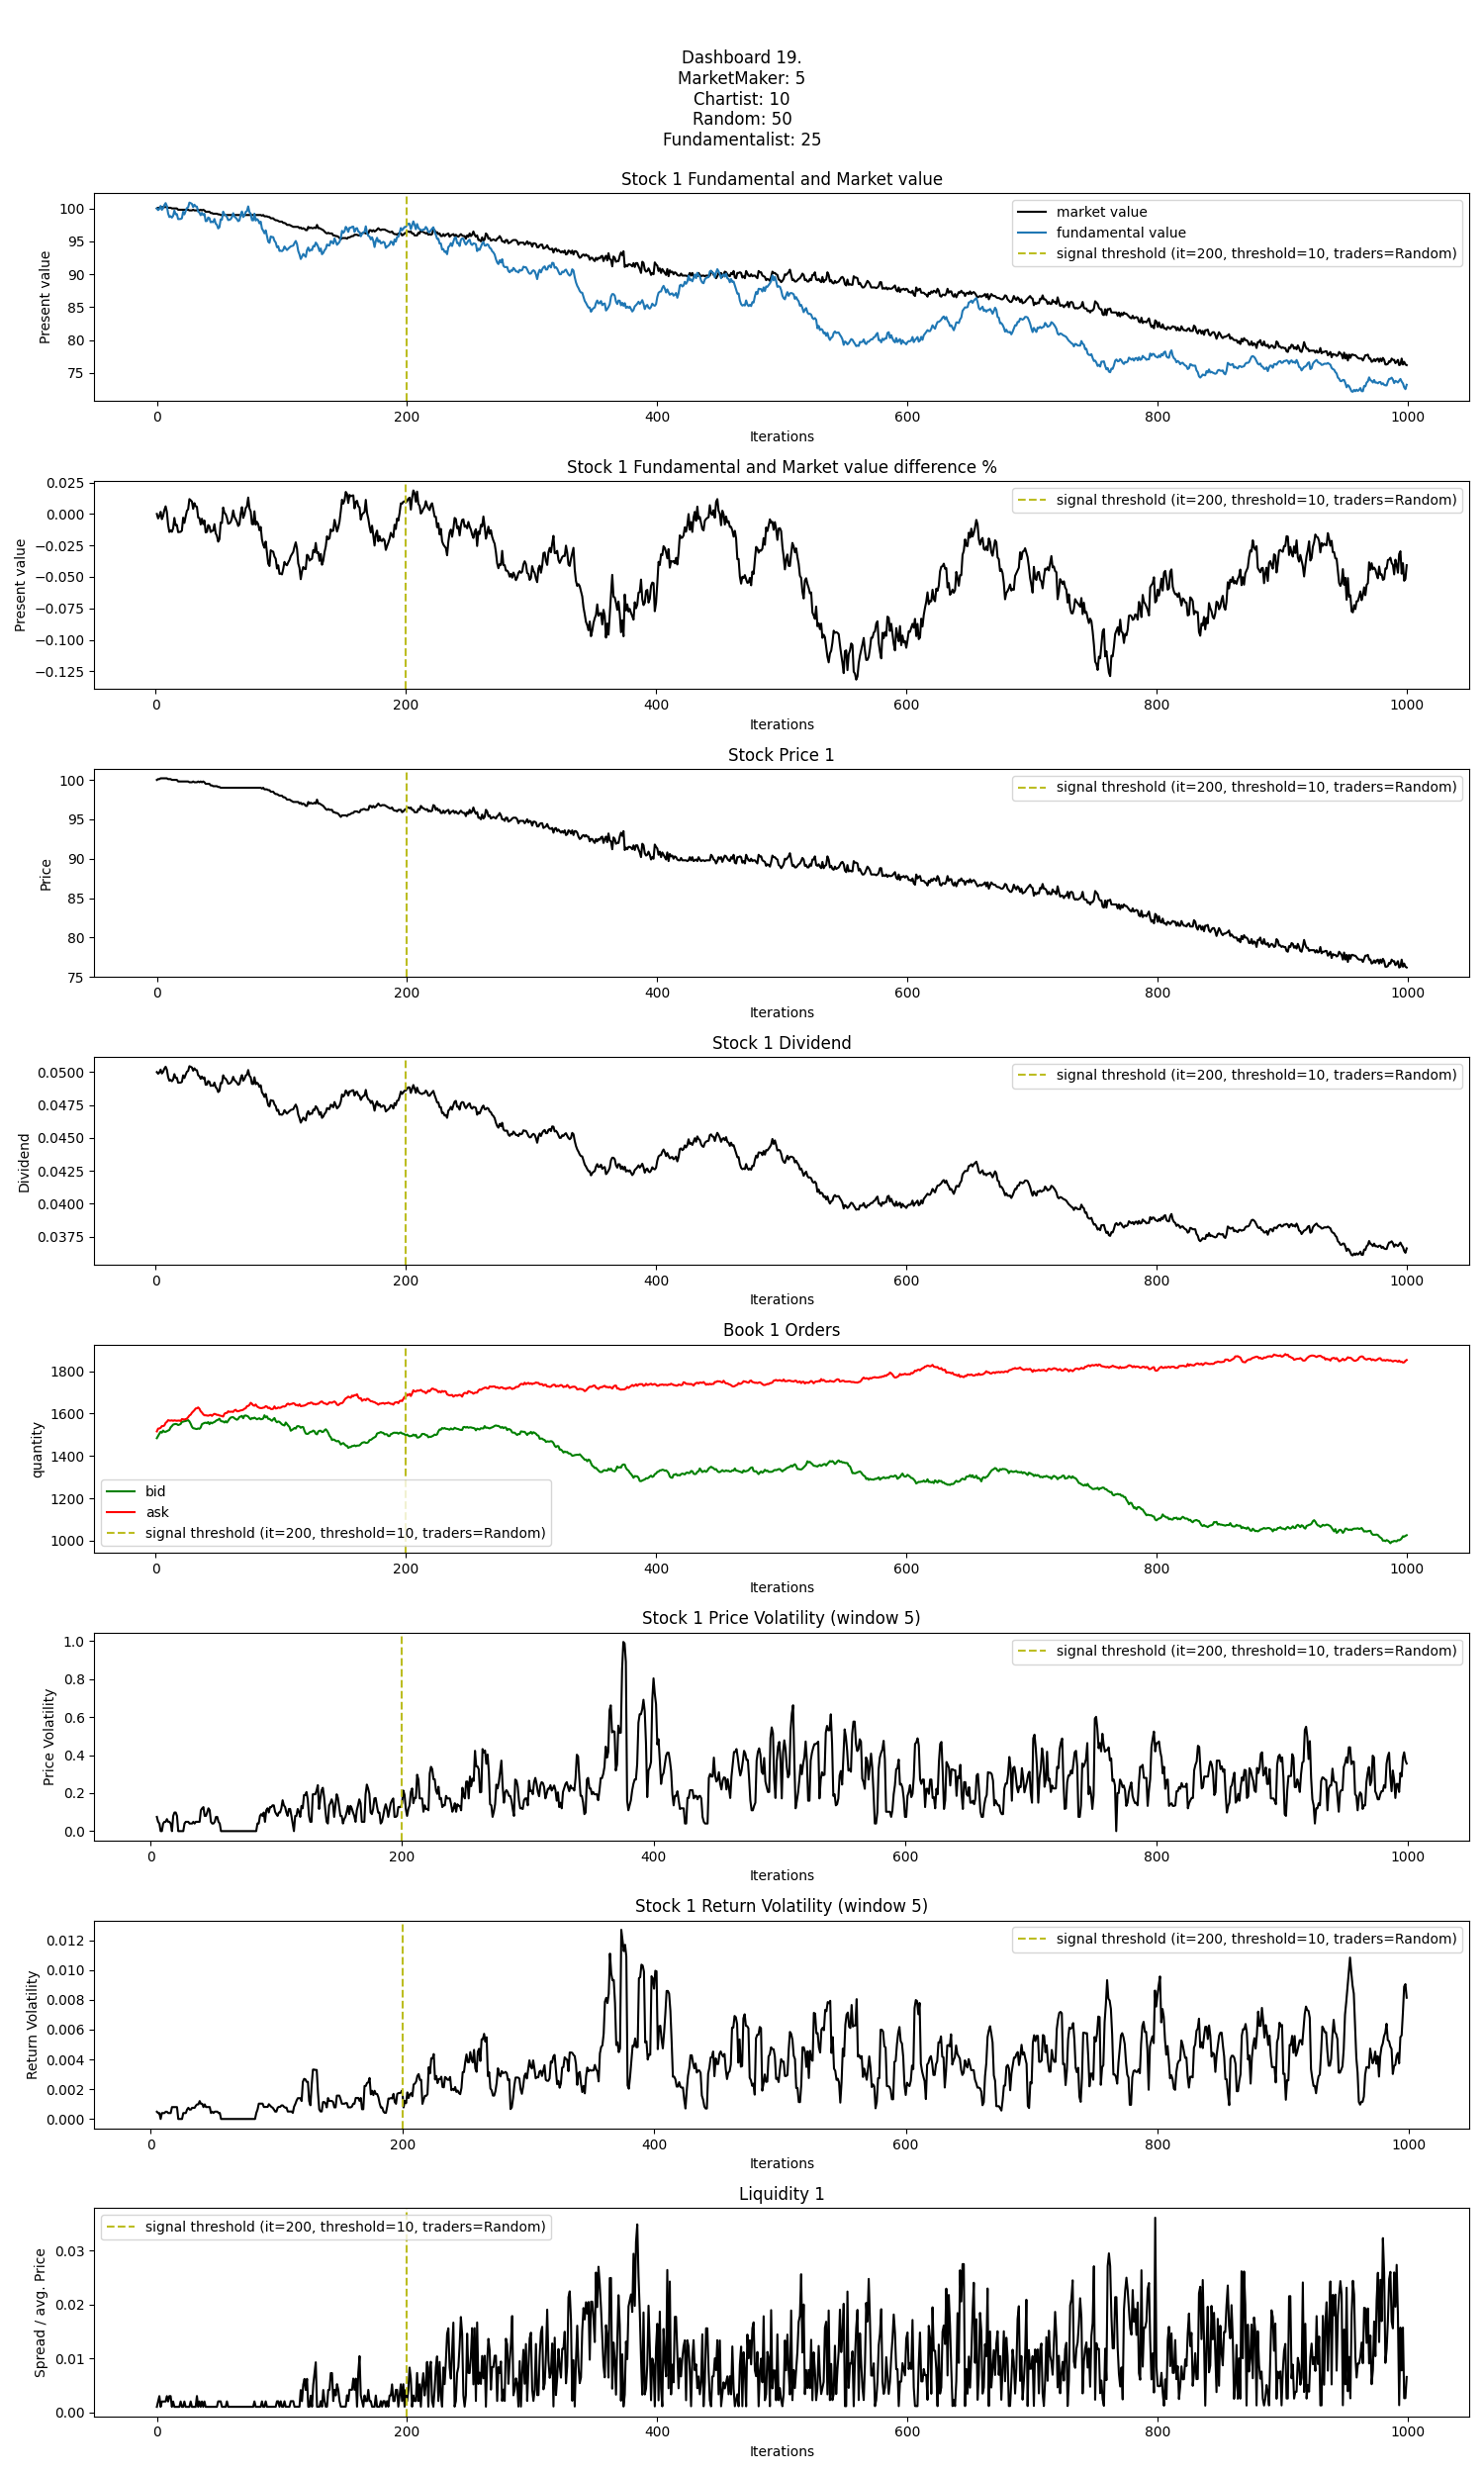 Dashboard 19.
MarketMaker: 5
Chartist: 10
Random: 50
Fundamentalist: 25
Stock 1 Fundamental and Market value
Present value
100
95
90
85
80
75
market value
fundamental value
signal threshold (it=200, threshold=10, traders=Random)
0 200 400 600 800 1000
Iterations
Stock 1 Fundamental and Market value difference %
Present value
0.025
0.000
−0.025
−0.050
−0.075
−0.100
−0.125
signal threshold (it=200, threshold=10, traders=Random)
0 200 400 600 800 1000
Iterations
Stock Price 1
Price
100
95
90
85
80
75
signal threshold (it=200, threshold=10, traders=Random)
0 200 400 600 800 1000
Iterations
Stock 1 Dividend
Dividend
0.0500
0.0475
0.0450
0.0425
0.0400
0.0375
signal threshold (it=200, threshold=10, traders=Random)
0 200 400 600 800 1000
Iterations
Book 1 Orders
quantity
1800
1600
1400
1200
1000
bid
ask
signal threshold (it=200, threshold=10, traders=Random)
0 200 400 600 800 1000
Iterations
Stock 1 Price Volatility (window 5)
Price Volatility
1.0
0.8
0.6
0.4
0.2
0.0
signal threshold (it=200, threshold=10, traders=Random)
0 200 400 600 800 1000
Iterations
Stock 1 Return Volatility (window 5)
Return Volatility
0.012
0.010
0.008
0.006
0.004
0.002
0.000
signal threshold (it=200, threshold=10, traders=Random)
0 200 400 600 800 1000
Iterations
Liquidity 1
Spread / avg. Price
0.03
0.02
0.01
0.00
signal threshold (it=200, threshold=10, traders=Random)
0 200 400 600 800 1000
Iterations